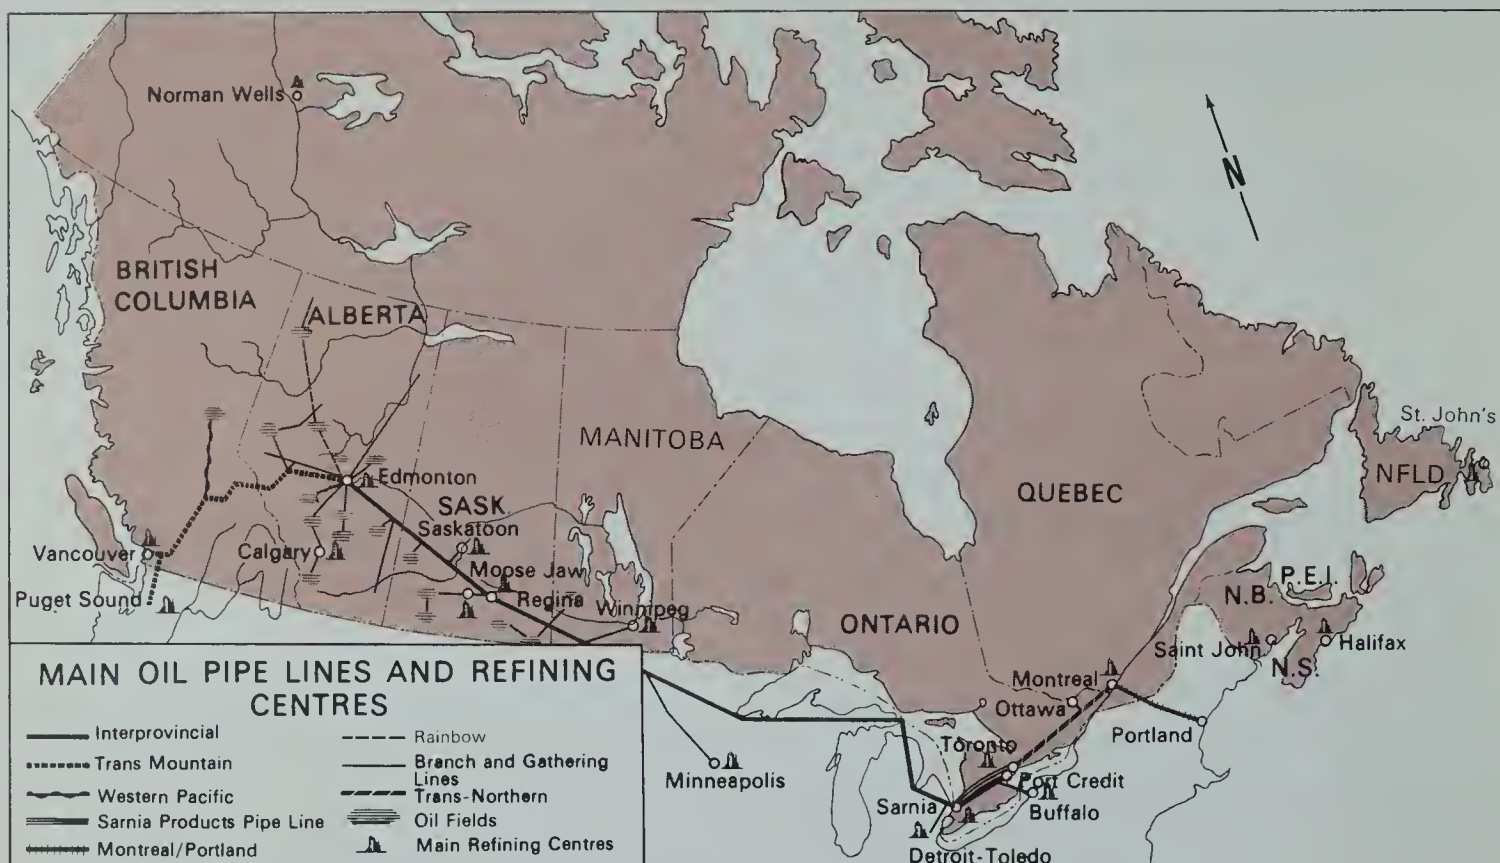 Norman Wells
N
BRITISH
COLUMBIA
ALBERTA
St. John's
MANITOBA
NFLD
Edmonton
QUEBEC
SASK.
Saskatoon
Vancouver
Calgary
Moose Jaw
P.E.I.
Puget Sound
Regina
Winnipeg
N.B.
ONTARIO
Saint John
Halifax
N.S.
Montreal
Ottawa
Portland
Toronto
Minneapolis
Port Credit
Sarnia
Buffalo
Detroit-Toledo
MAIN OIL PIPE LINES AND REFINING
CENTRES
Interprovincial
Trans Mountain
Western Pacific
Sarnia Products Pipe Line
Montreal/Portland
Rainbow
Branch and Gathering
Lines
Trans-Northern
Oil Fields
Main Refining Centres